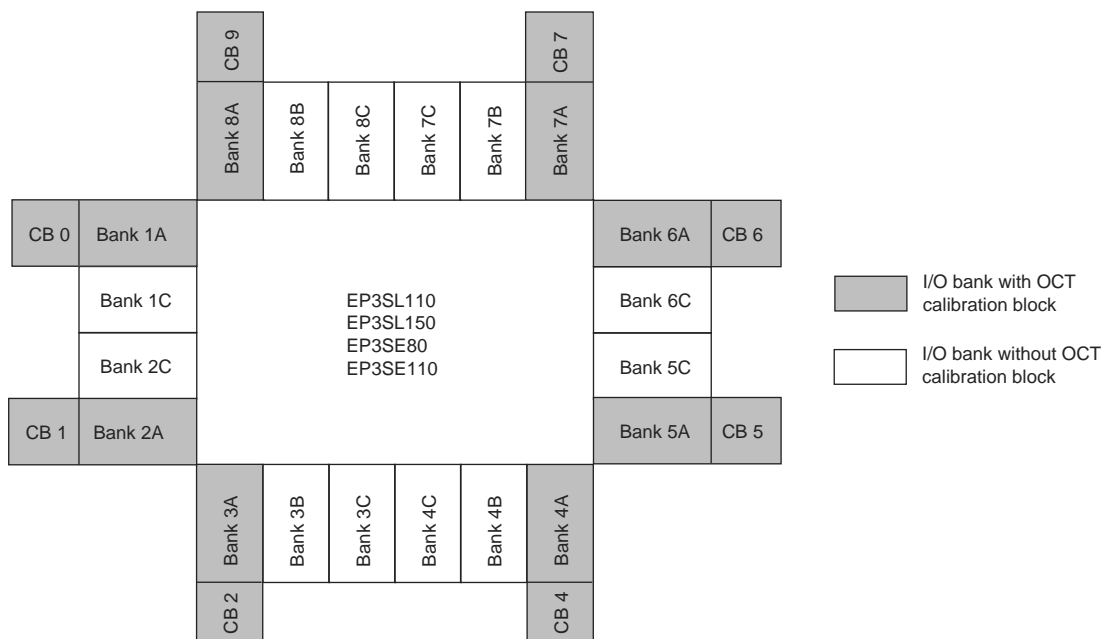 CB 9
CB 7
Bank 8A
Bank 8B
Bank 8C
Bank 7C
Bank 7B
Bank 7A
CB 0
Bank 1A
Bank 6A
CB 6
Bank 1C
Bank 6C
Bank 2C
Bank 5C
CB 1
Bank 2A
Bank 5A
CB 5
EP3SL110
EP3SL150
EP3SE80
EP3SE110
I/O bank with OCT
calibration block
I/O bank without OCT
calibration block
Bank 3A
Bank 3B
Bank 3C
Bank 4C
Bank 4B
Bank 4A
CB 2
CB 4